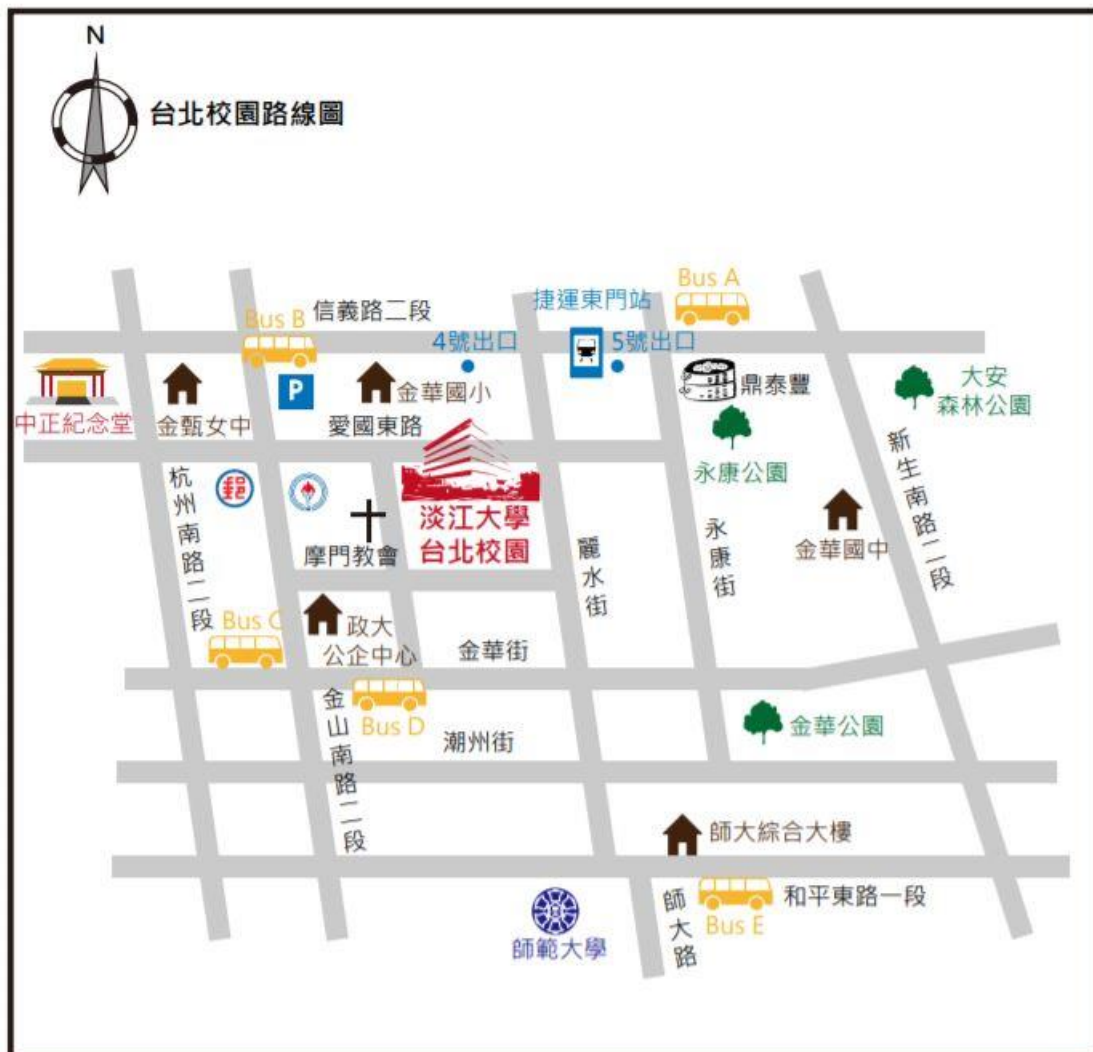 N
台北校園路線圖
Bus A
捷運東門站
Bus B
信義路二段
4號出口
5號出口
P
金華國小
鼎泰豐
大安
森林公園
中正紀念堂
金甌女中
愛國東路
永康公園
新生南路二段
杭州南路二段
郵
淡江大學
台北校園
摩門教會
麗水街
永康街
金華國中
Bus C
政大
公企中心
金華街
金山南路二段
Bus D
潮州街
金華公園
師大綜合大樓
和平東路一段
師大路
Bus E
師範大學